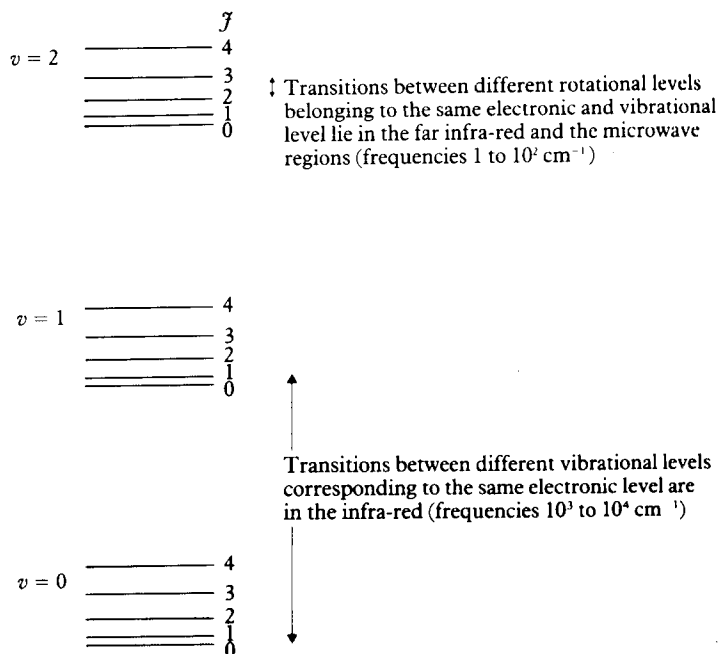 𝒥
v = 2
4
3
2
1
0
↕ Transitions between different rotational levels
belonging to the same electronic and vibrational
level lie in the far infra-red and the microwave
regions (frequencies 1 to 10² cm⁻¹)
v = 1
4
3
2
1
0
Transitions between different vibrational levels
corresponding to the same electronic level are
in the infra-red (frequencies 10³ to 10⁴ cm ⁻¹)
v = 0
4
3
2
1
0